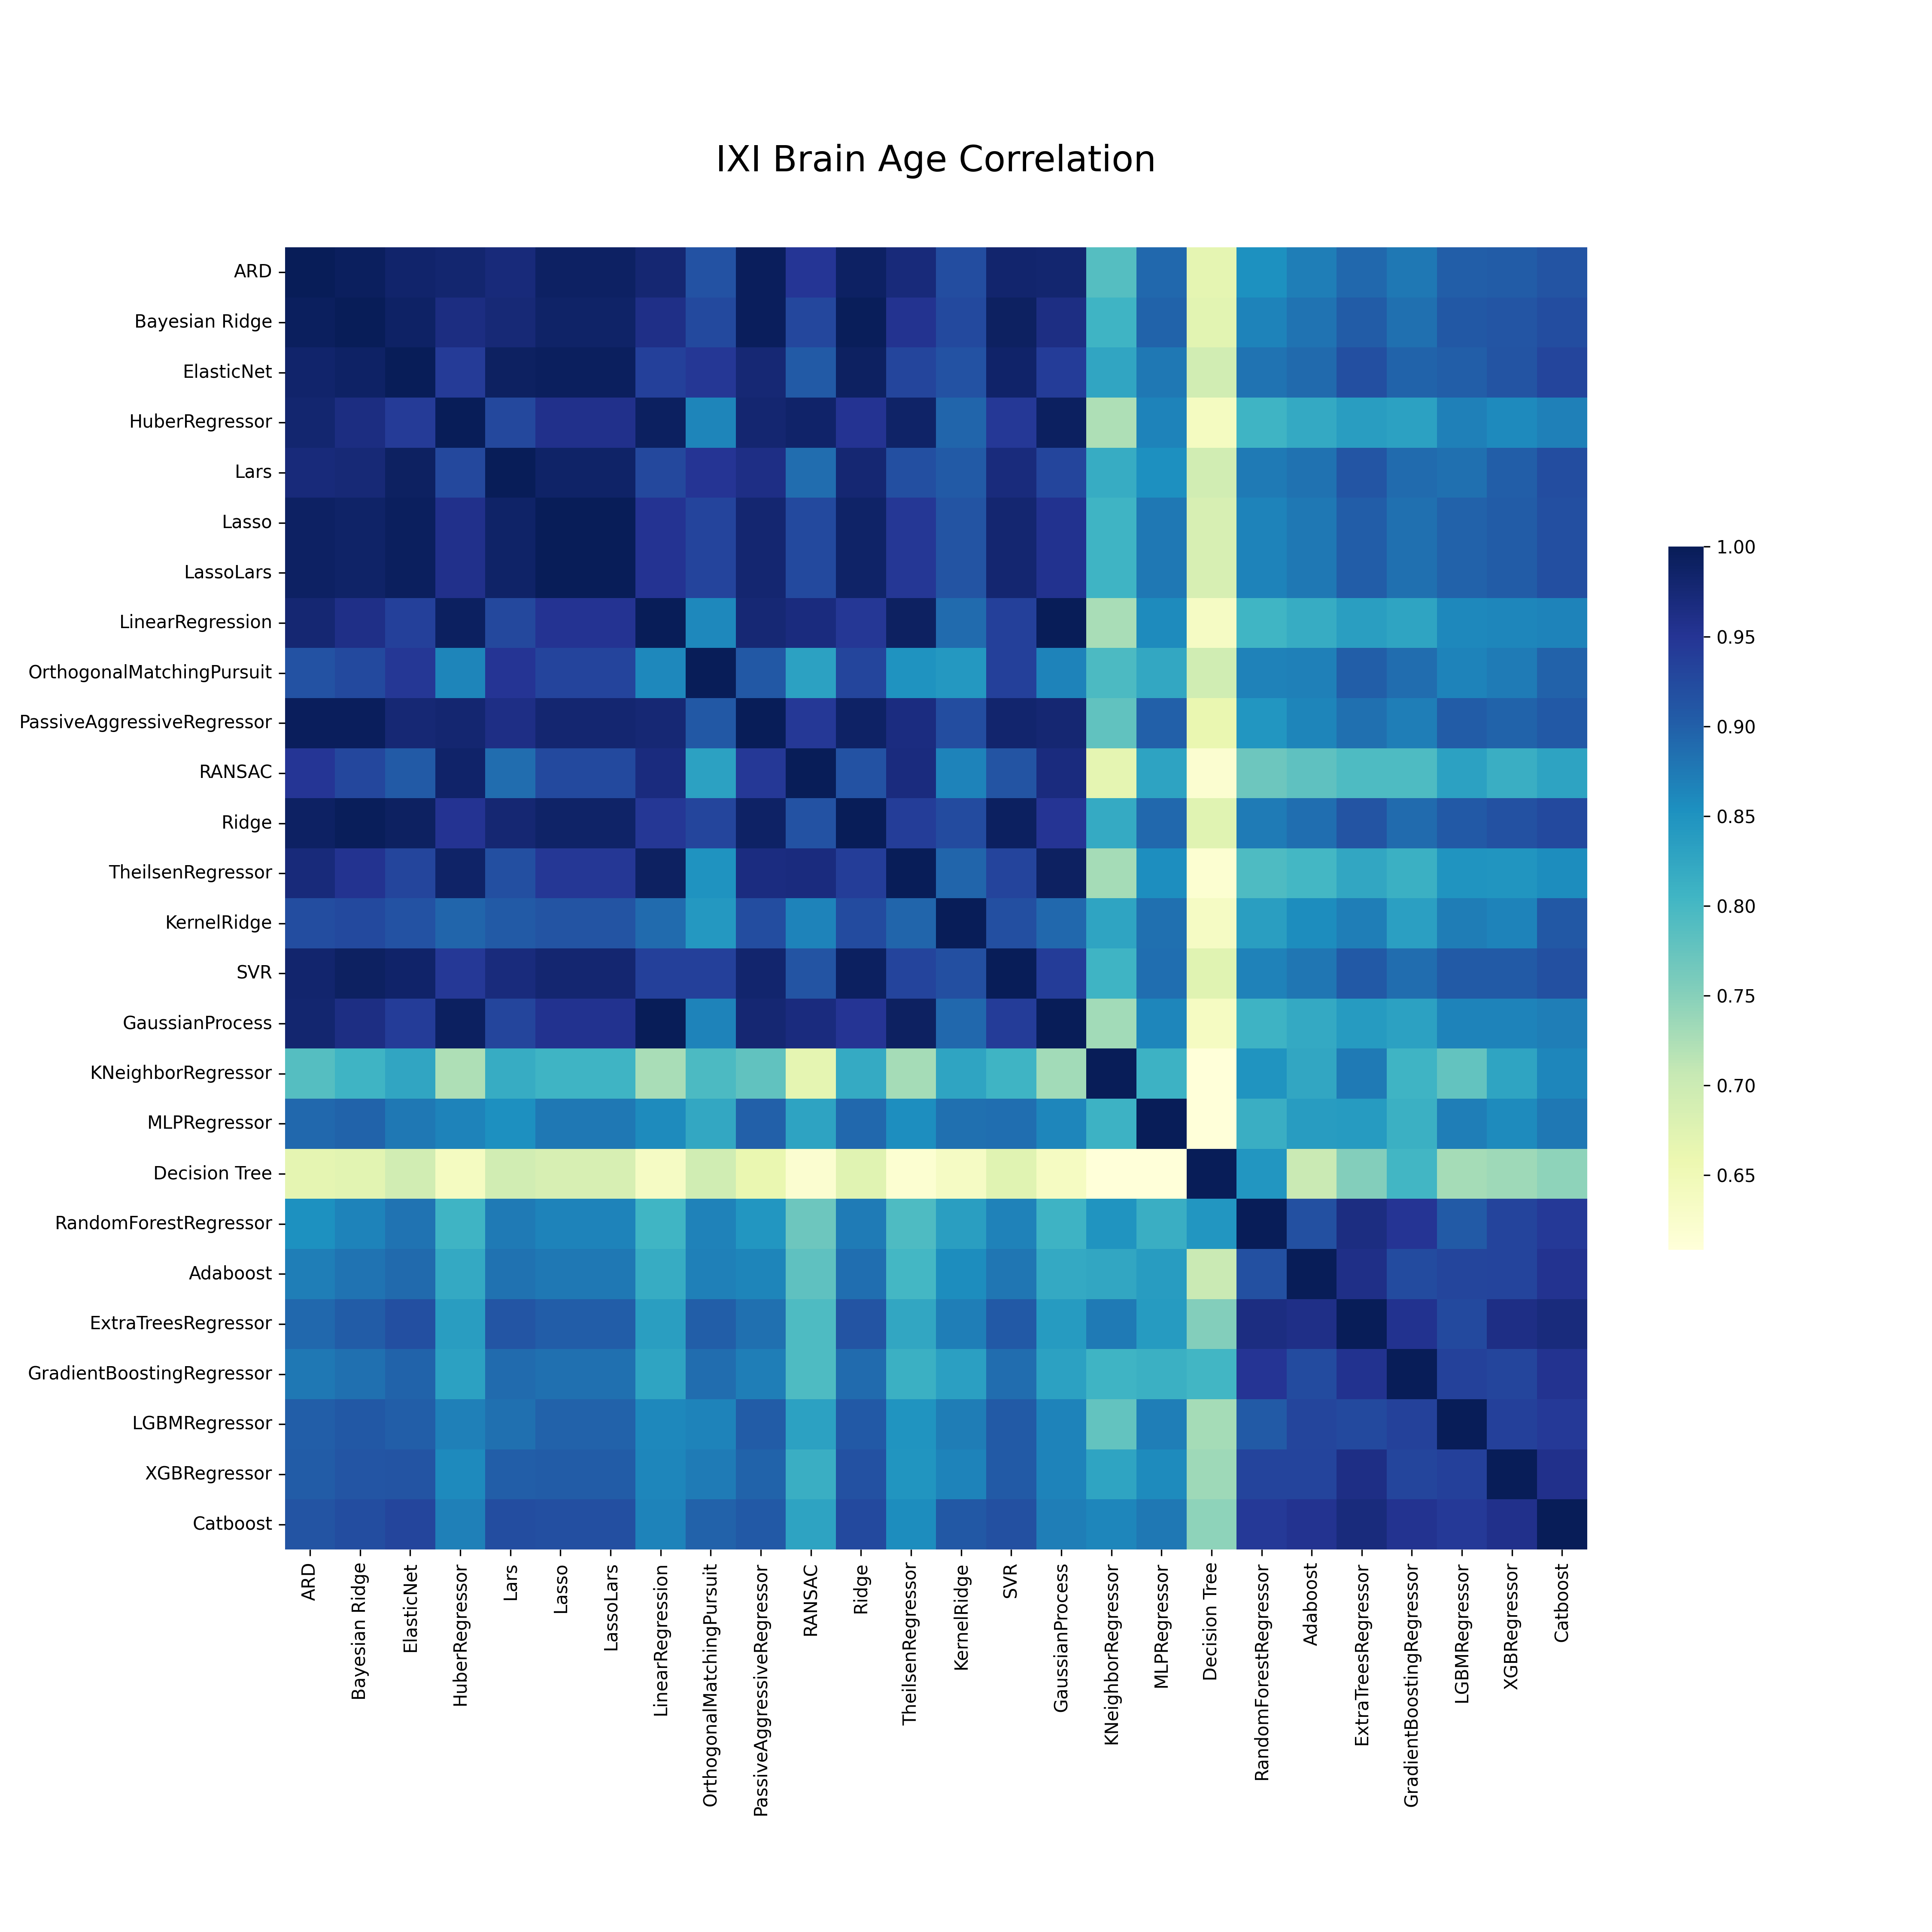 IXI Brain Age Correlation
ARD
Bayesian Ridge
ElasticNet
HuberRegressor
Lars
Lasso
LassoLars
LinearRegression
OrthogonalMatchingPursuit
PassiveAggressiveRegressor
RANSAC
Ridge
TheilsenRegressor
KernelRidge
SVR
GaussianProcess
KNeighborRegressor
MLPRegressor
Decision Tree
RandomForestRegressor
Adaboost
ExtraTreesRegressor
GradientBoostingRegressor
LGBMRegressor
XGBRegressor
Catboost
ARD
Bayesian Ridge
ElasticNet
HuberRegressor
Lars
Lasso
LassoLars
LinearRegression
OrthogonalMatchingPursuit
PassiveAggressiveRegressor
RANSAC
Ridge
TheilsenRegressor
KernelRidge
SVR
GaussianProcess
KNeighborRegressor
MLPRegressor
Decision Tree
RandomForestRegressor
Adaboost
ExtraTreesRegressor
GradientBoostingRegressor
LGBMRegressor
XGBRegressor
Catboost
1.00
0.95
0.90
0.85
0.80
0.75
0.70
0.65